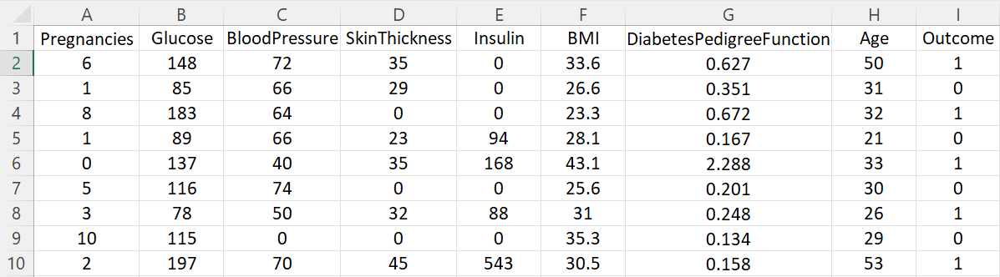 A B C D E F G H I
1 Pregnancies Glucose BloodPressure SkinThickness Insulin BMI DiabetesPedigreeFunction Age Outcome
2 6 148 72 35 0 33.6 0.627 50 1
3 1 85 66 29 0 26.6 0.351 31 0
4 8 183 64 0 0 23.3 0.672 32 1
5 1 89 66 23 94 28.1 0.167 21 0
6 0 137 40 35 168 43.1 2.288 33 1
7 5 116 74 0 0 25.6 0.201 30 0
8 3 78 50 32 88 31 0.248 26 1
9 10 115 0 0 0 35.3 0.134 29 0
10 2 197 70 45 543 30.5 0.158 53 1